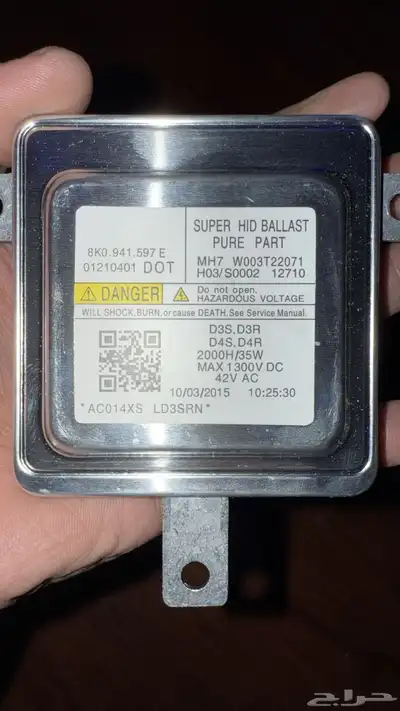 8K0.941.597 E
01210401 DOT
SUPER HID BALLAST
PURE PART
MH7 W003T22071
H03/S0002 12710
DANGER
Do not open.
HAZARDOUS VOLTAGE
WILL SHOCK, BURN, or cause DEATH. See Service Manual.
D3S,D3R
D4S,D4R
2000H/35W
MAX 1300V DC
42V AC
10/03/2015 10:25:30
*AC014XS LD3SRN*
حراج